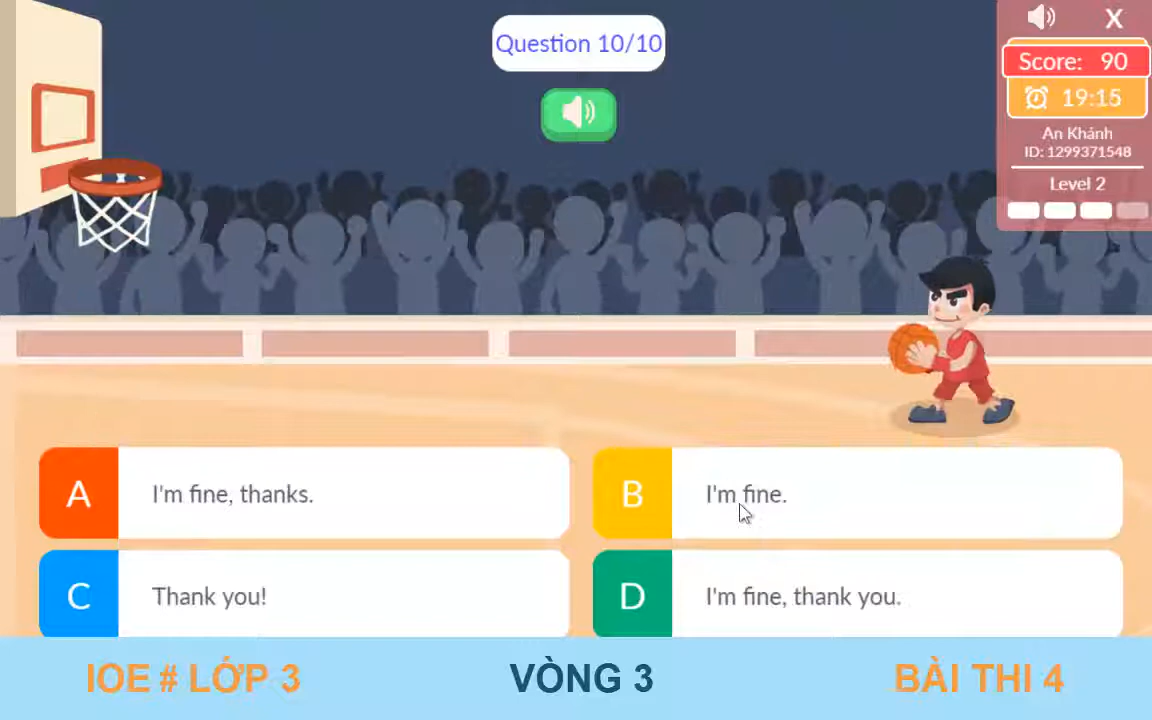 Question 10/10
X
Score: 90
19:15
An Khánh
ID: 1299371548
Level 2
A I'm fine, thanks.
B I'm fine.
C Thank you!
D I'm fine, thank you.
IOE # LỚP 3 VÒNG 3 BÀI THI 4